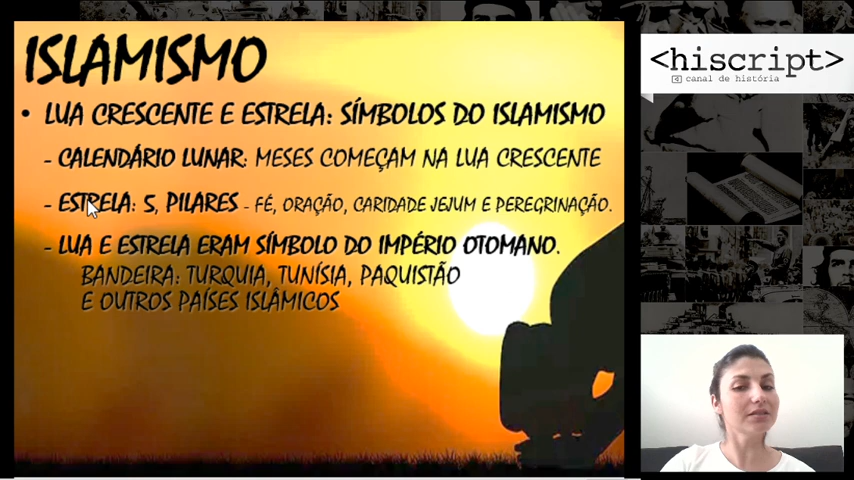 ISLAMISMO
• LUA CRESCENTE E ESTRELA: SÍMBOLOS DO ISLAMISMO
- CALENDÁRIO LUNAR: MESES COMEÇAM NA LUA CRESCENTE
- ESTRELA: 5, PILARES - FÉ, ORAÇÃO, CARIDADE JEJUM E PEREGRINAÇÃO.
- LUA E ESTRELA ERAM SÍMBOLO DO IMPÉRIO OTOMANO.
BANDEIRA: TURQUIA, TUNÍSIA, PAQUISTÃO
E OUTROS PAÍSES ISLÂMICOS
<hiscript>
canal de história